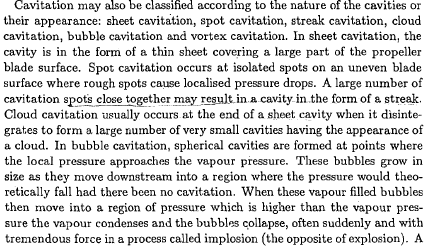 Cavitation may also be classified according to the nature of the cavities or
their appearance: sheet cavitation, spot cavitation, streak cavitation, cloud
cavitation, bubble cavitation and vortex cavitation. In sheet cavitation, the
cavity is in the form of a thin sheet covering a large part of the propeller
blade surface. Spot cavitation occurs at isolated spots on an uneven blade
surface where rough spots cause localised pressure drops. A large number of
cavitation spots close together may result in a cavity in the form of a streak.
Cloud cavitation usually occurs at the end of a sheet cavity when it disinte-
grates to form a large number of very small cavities having the appearance of
a cloud. In bubble cavitation, spherical cavities are formed at points where
the local pressure approaches the vapour pressure. These bubbles grow in
size as they move downstream into a region where the pressure would theo-
retically fall had there been no cavitation. When these vapour filled bubbles
then move into a region of pressure which is higher than the vapour pres-
sure the vapour condenses and the bubbles collapse, often suddenly and with
tremendous force in a process called implosion (the opposite of explosion). A